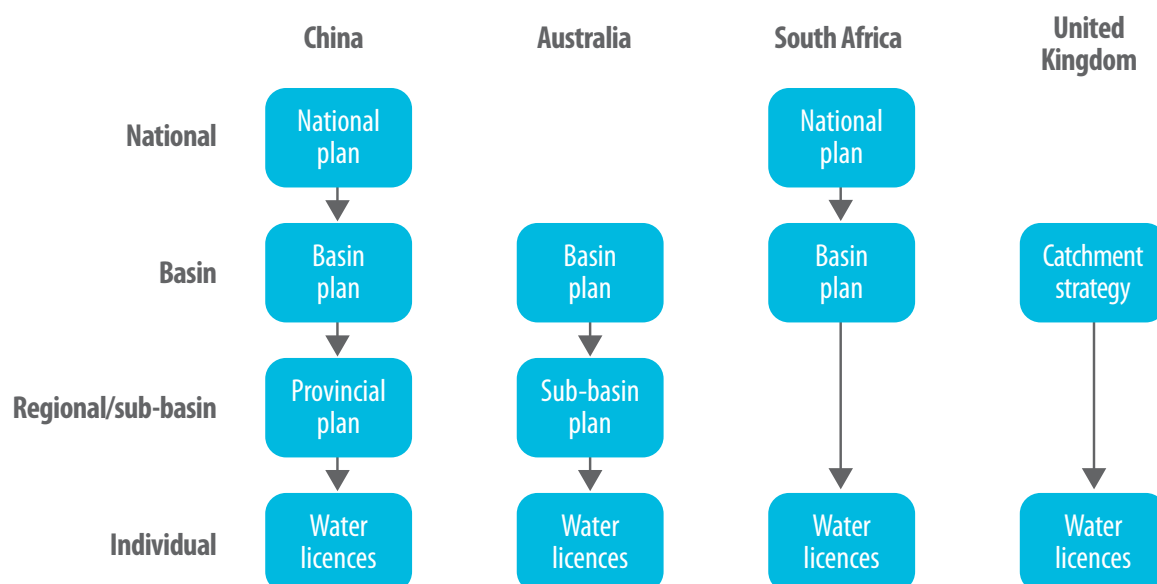 China
Australia
South Africa
United
Kingdom
National
National
plan
National
plan
Basin
Basin
plan
Basin
plan
Basin
plan
Catchment
strategy
Regional/sub-basin
Provincial
plan
Sub-basin
plan
Individual
Water
licences
Water
licences
Water
licences
Water
licences